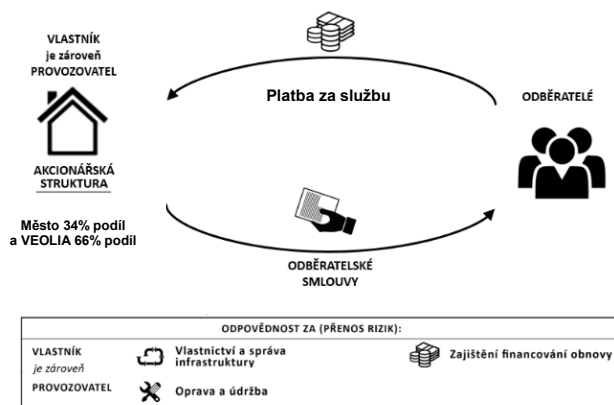 VLASTNÍK
je zároveň
PROVOZOVATEL
Platba za službu
ODBĚRATELÉ
AKCIONÁŘSKÁ
STRUKTURA
Město 34% podíl
a VEOLIA 66% podíl
ODBĚRATELSKÉ
SMLOUVY
ODPOVĚDNOST ZA (PŘENOS RIZIK):
VLASTNÍK
je zároveň
PROVOZOVATEL
Vlastnictví a správa
infrastruktury
Zajištění financování obnovy
Oprava a údržba